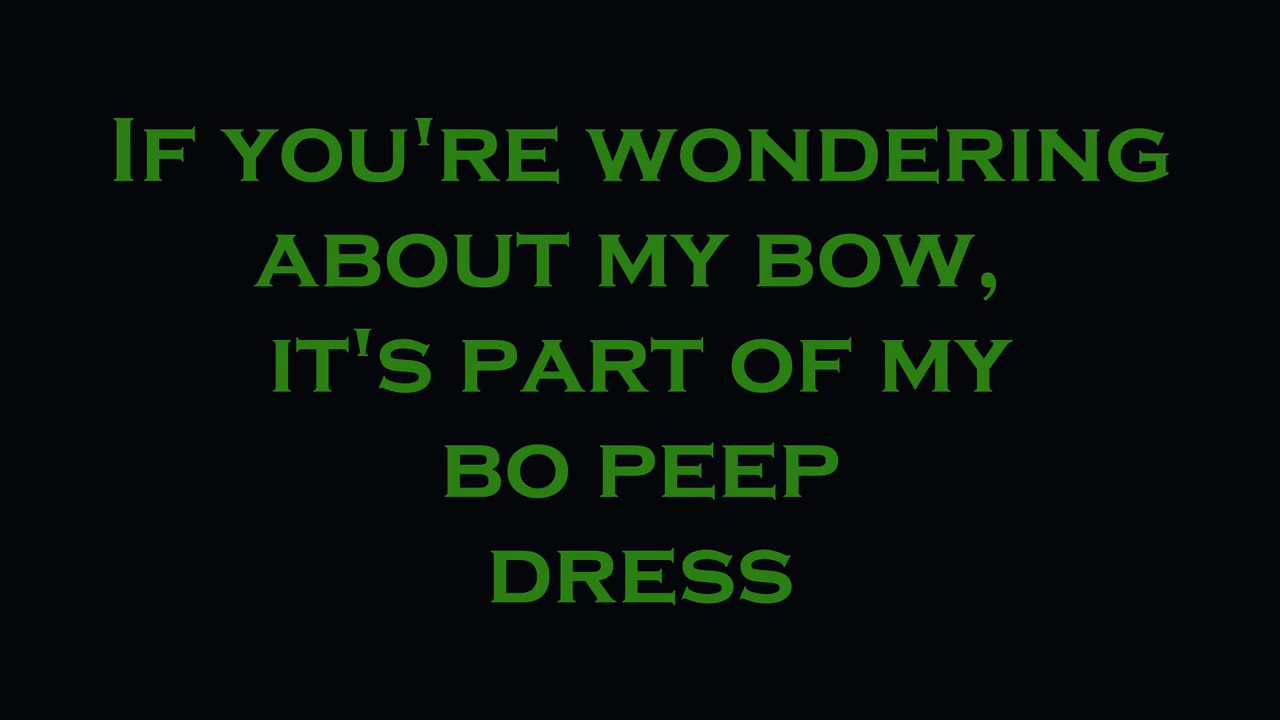 If you're wondering
about my bow,
it's part of my
bo peep
dress